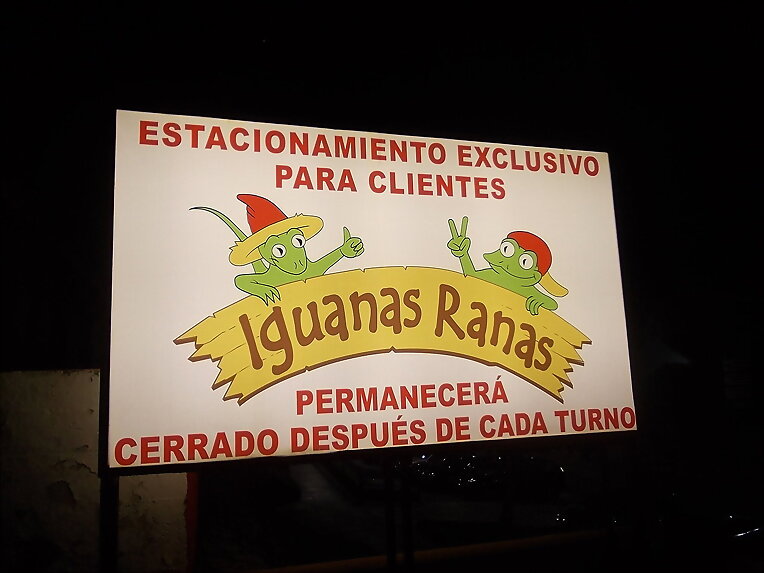 ESTACIONAMIENTO EXCLUSIVO
PARA CLIENTES
Iguanas Ranas
PERMANECERÁ
CERRADO DESPUÉS DE CADA TURNO